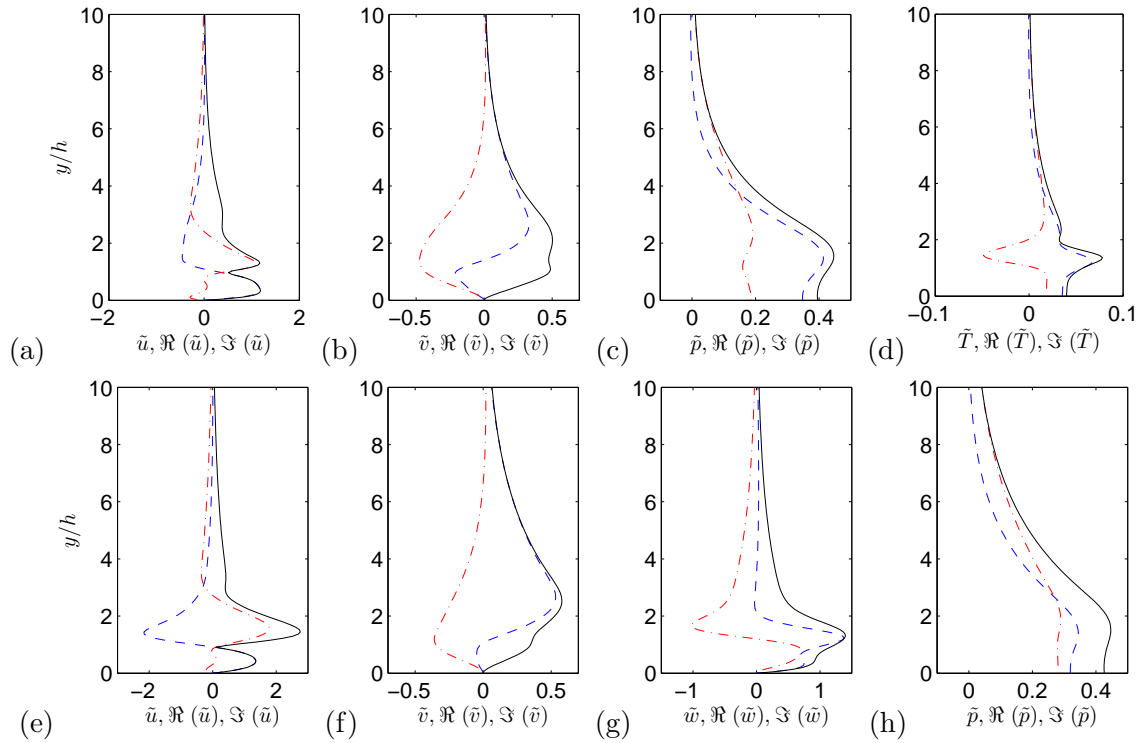 10
8
6
4
2
0
y/h
−2 0 2
(a) ũ, ℜ (ũ), ℑ (ũ)
10
8
6
4
2
0
−0.5 0 0.5
(b) ṽ, ℜ (ṽ), ℑ (ṽ)
10
8
6
4
2
0
0 0.2 0.4
(c) p̃, ℜ (p̃), ℑ (p̃)
10
8
6
4
2
0
−0.1 0 0.1
(d) T̃, ℜ (T̃), ℑ (T̃)
10
8
6
4
2
0
y/h
−2 0 2
(e) ũ, ℜ (ũ), ℑ (ũ)
10
8
6
4
2
0
−0.5 0 0.5
(f) ṽ, ℜ (ṽ), ℑ (ṽ)
10
8
6
4
2
0
−1 0 1
(g) w̃, ℜ (w̃), ℑ (w̃)
10
8
6
4
2
0
0 0.2 0.4
(h) p̃, ℜ (p̃), ℑ (p̃)